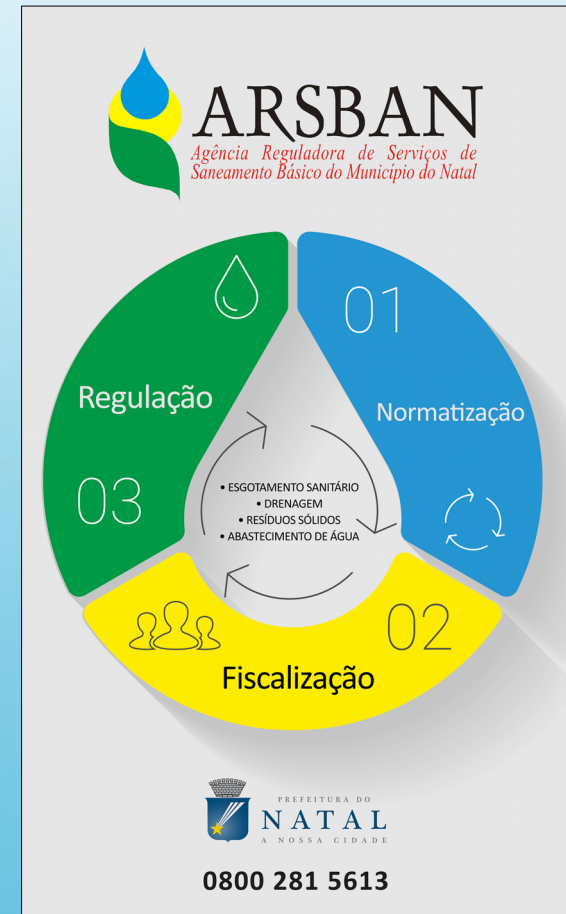 ARSBAN
Agência Reguladora de Serviços de
Saneamento Básico do Município do Natal
01
Normatização
Regulação
03
• ESGOTAMENTO SANITÁRIO
• DRENAGEM
• RESÍDUOS SÓLIDOS
• ABASTECIMENTO DE ÁGUA
02
Fiscalização
PREFEITURA DO
NATAL
A NOSSA CIDADE
0800 281 5613